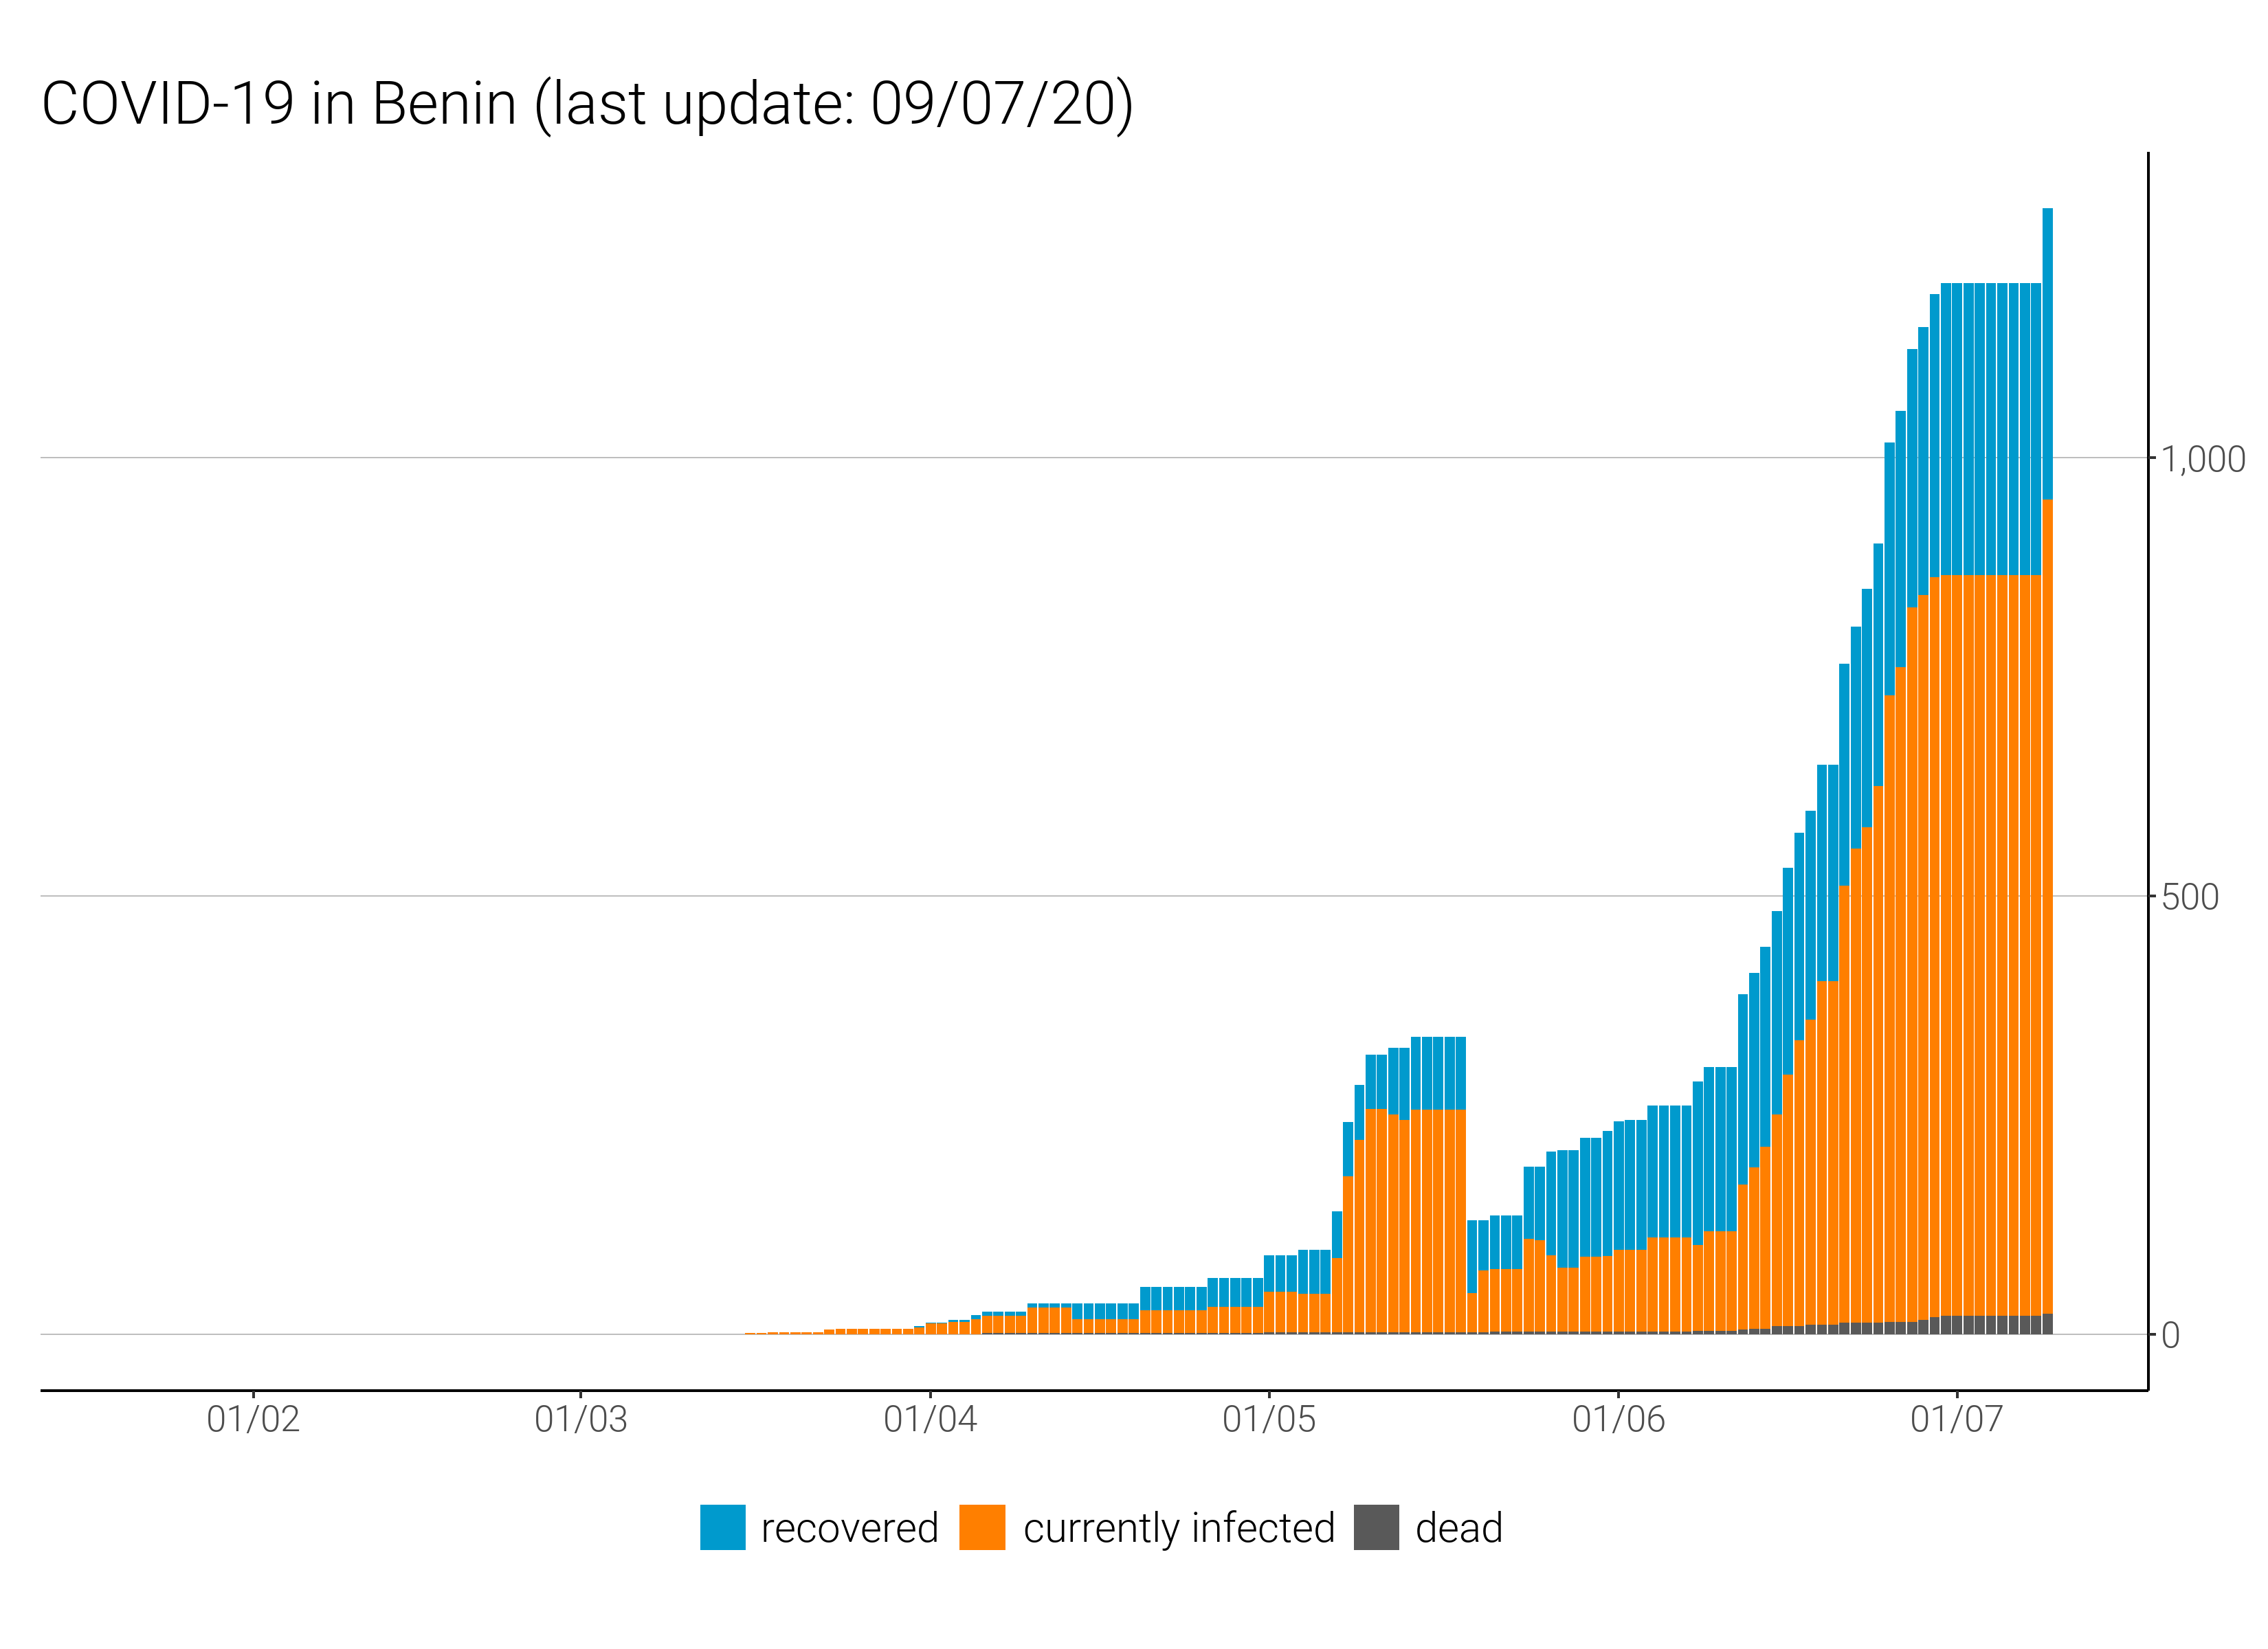 COVID-19 in Benin (last update: 09/07/20)
1,000
500
0
01/02 01/03 01/04 01/05 01/06 01/07
recovered currently infected dead